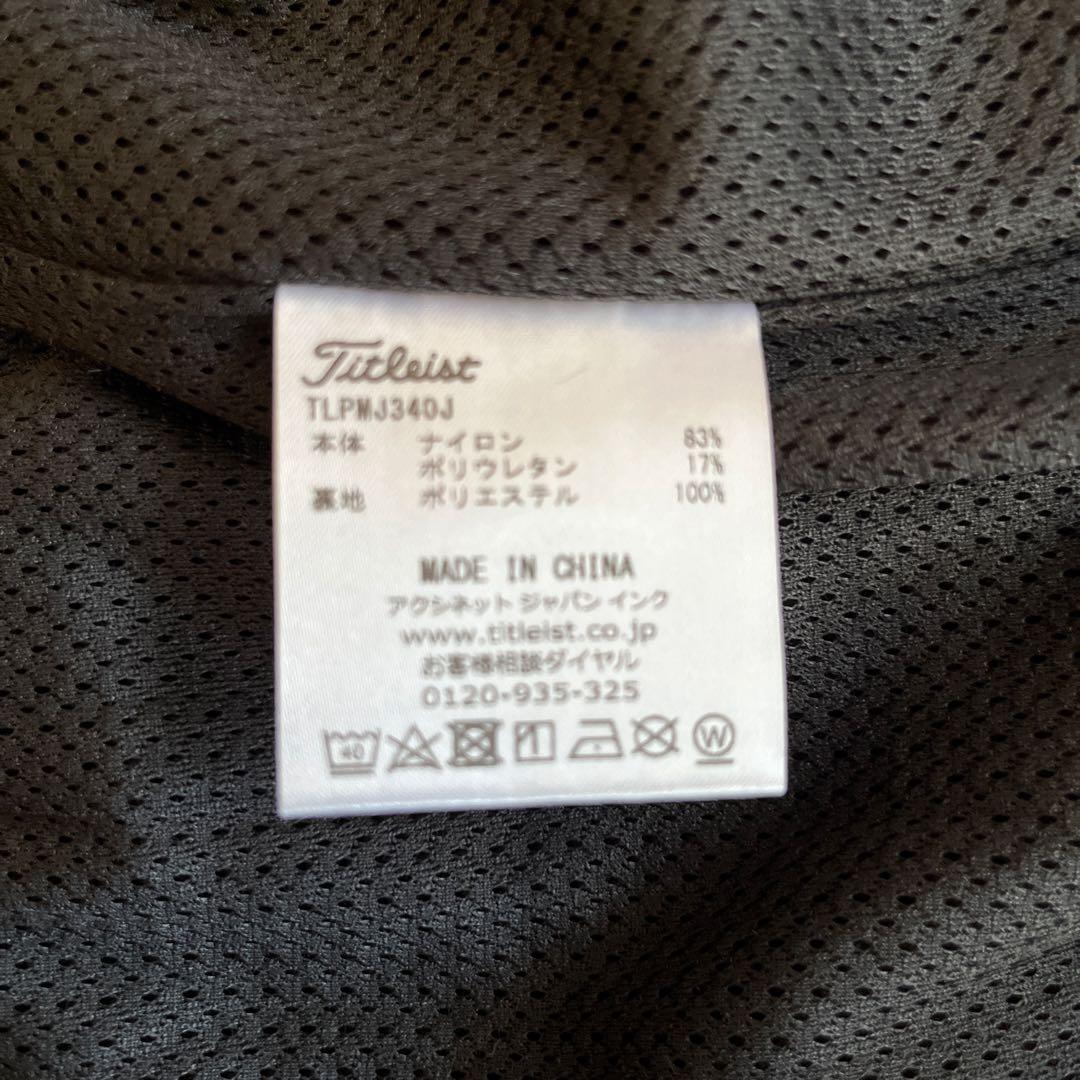 Titleist
TLPMJ340J
本体 ナイロン 83%
ポリウレタン 17%
裏地 ポリエステル 100%
MADE IN CHINA
アクシネット ジャパン インク
www.titleist.co.jp
お客様相談ダイヤル
0120-935-325
40 W